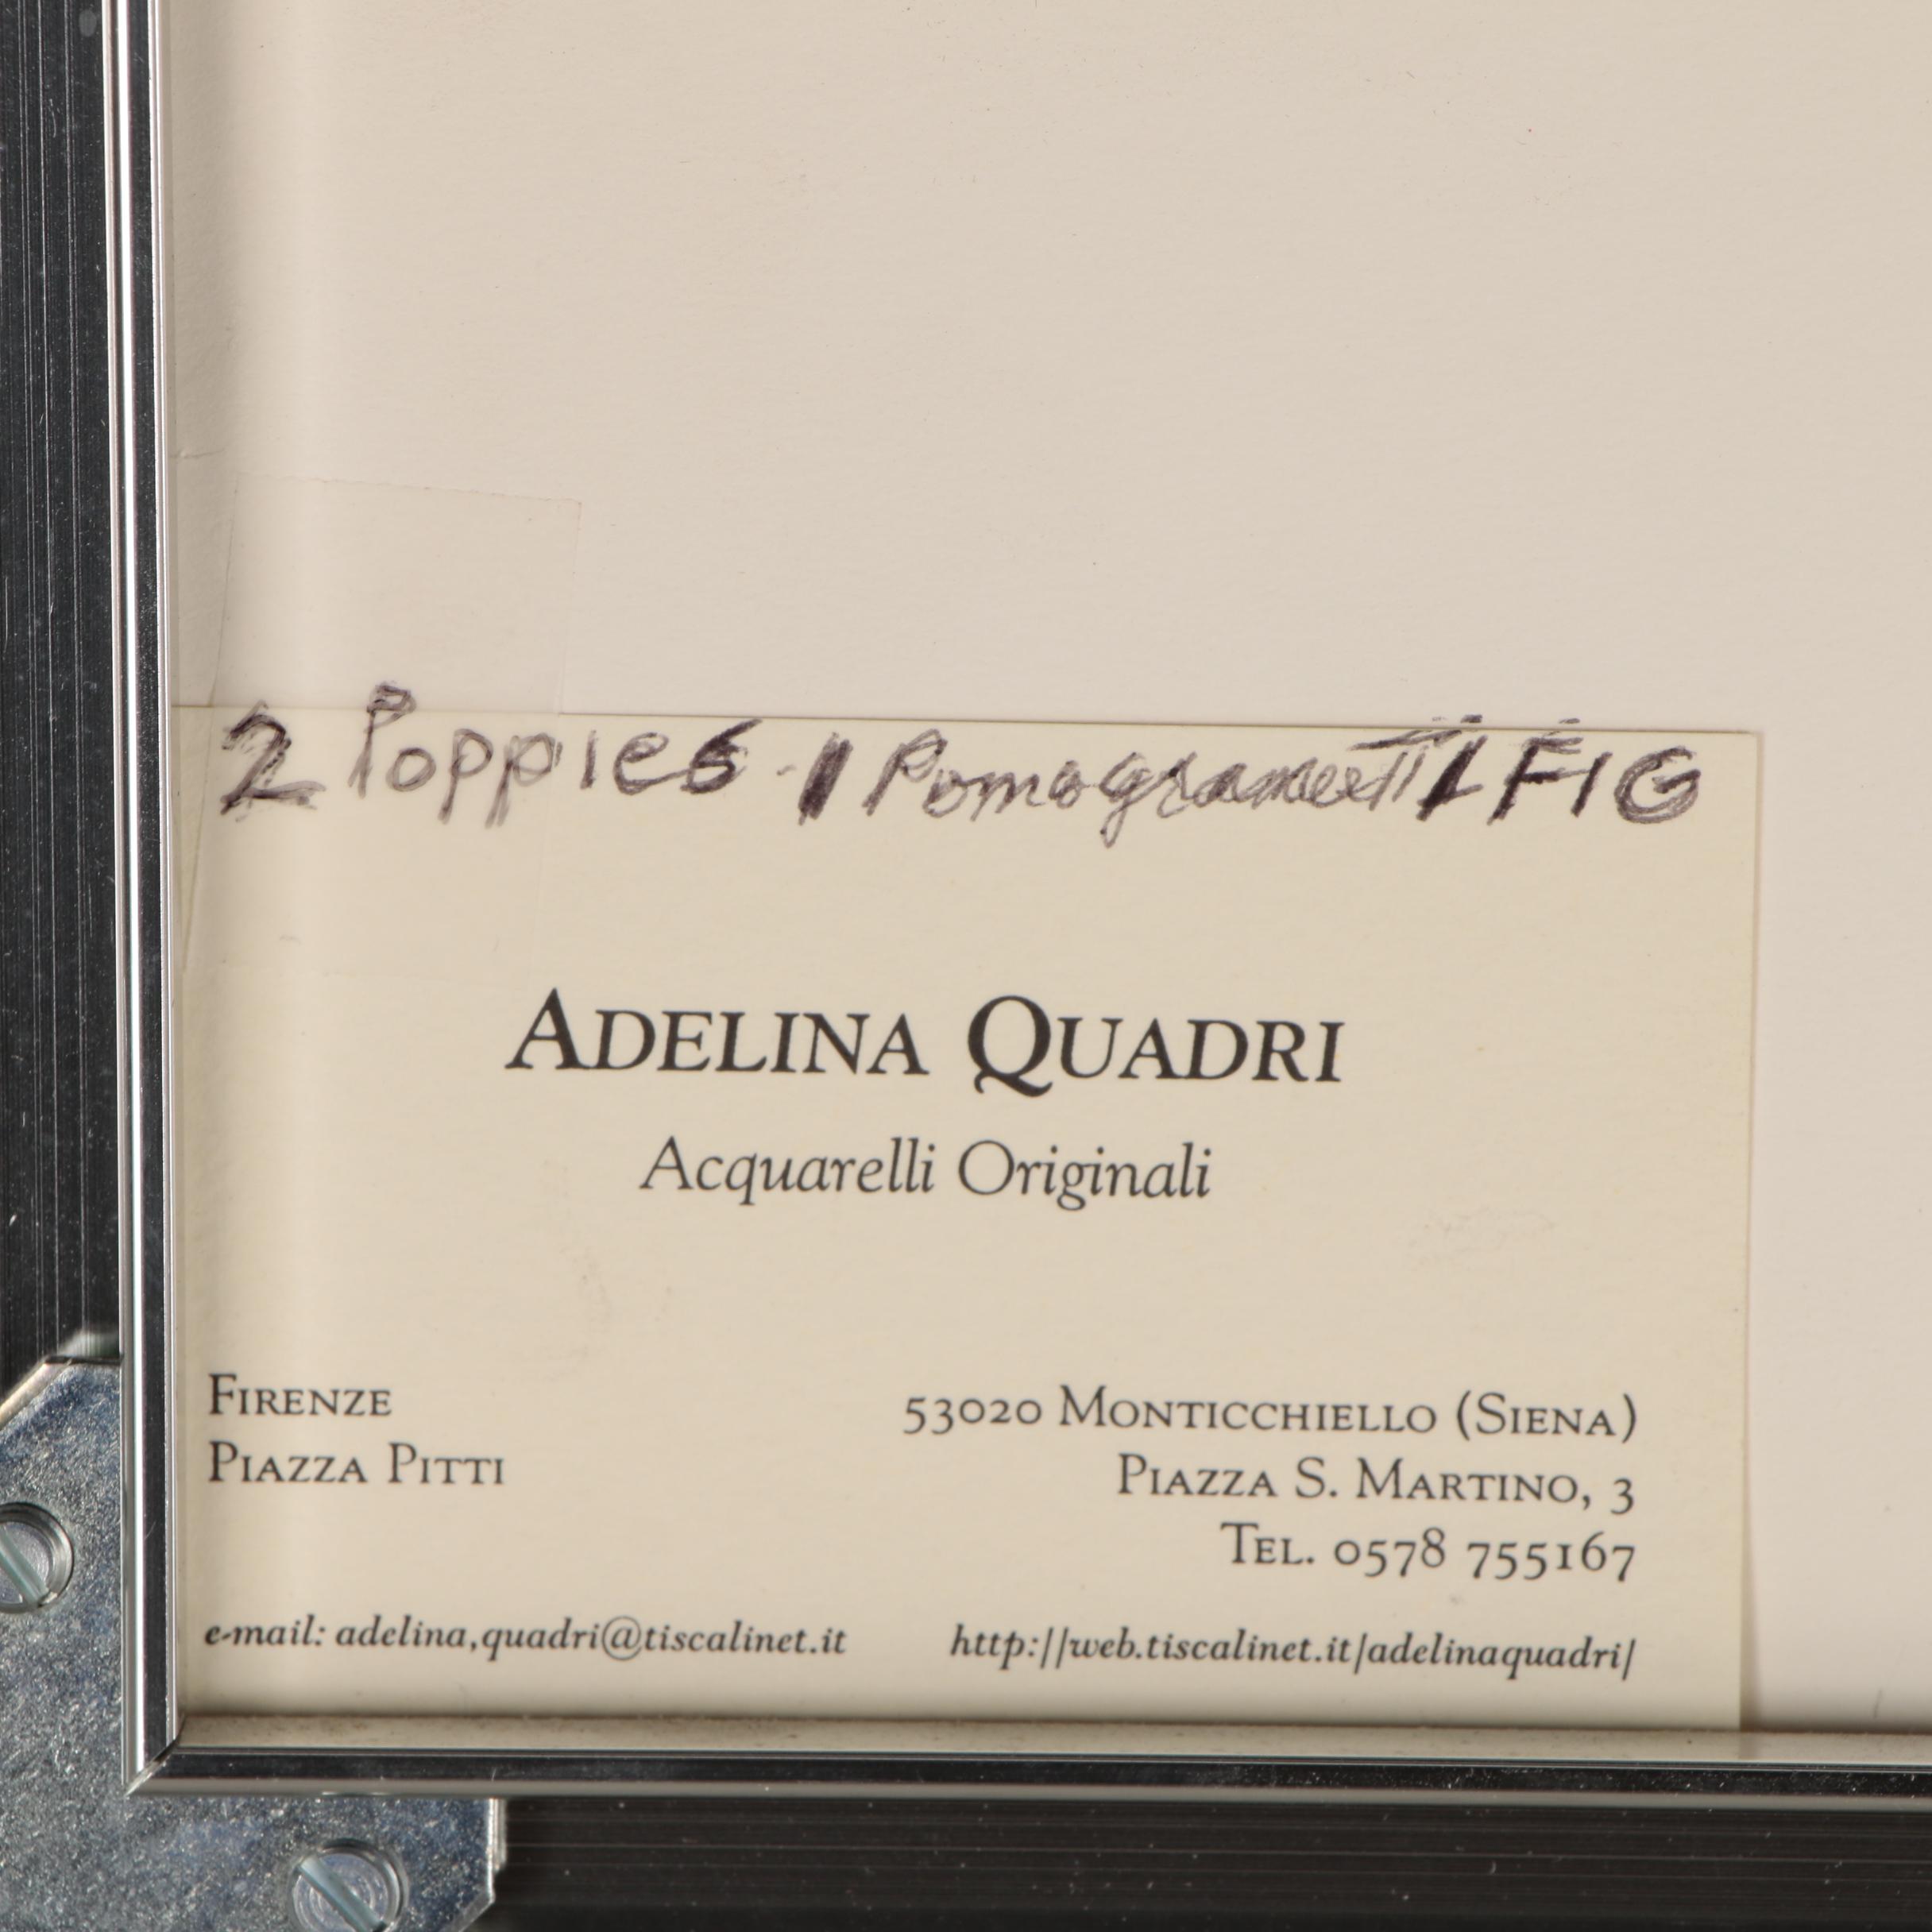 2 Poppies - 1 1 FIG
ADELINA QUADRI
Acquarelli Originali
FIRENZE
PIAZZA PITTI
53020 MONTICCHIELLO (SIENA)
PIAZZA S. MARTINO, 3
TEL. 0578 755167
e-mail: adelina,quadri@tiscalinet.it
http://web.tiscalinet.it/adelinaquadri/